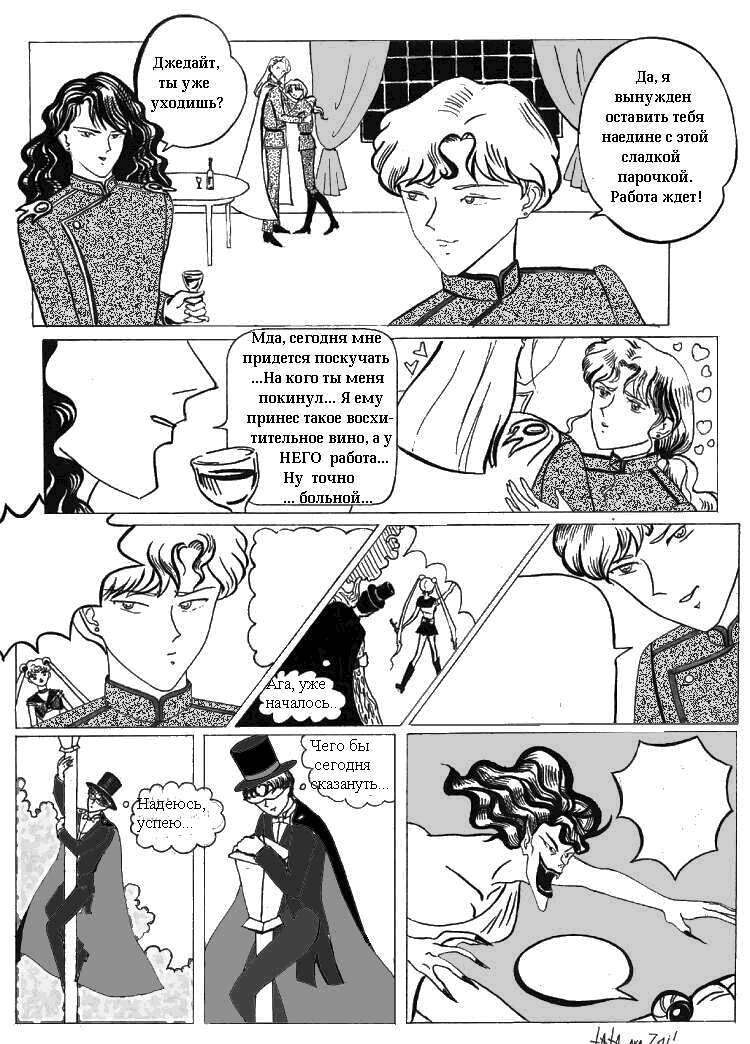 Джедайт,
ты уже
уходишь?
Да, я
вынужден
оставить тебя
наедине с этой
сладкой
парочкой.
Работа ждет!
Мда, сегодня мне
придется поскучать
...На кого ты меня
покинул... Я ему
принес такое восхи-
тительное вино, а у
НЕГО работа...
Ну точно
... больной...
Ага, уже
началось..
Надеюсь,
успею...
Чего бы
сегодня
сказануть...